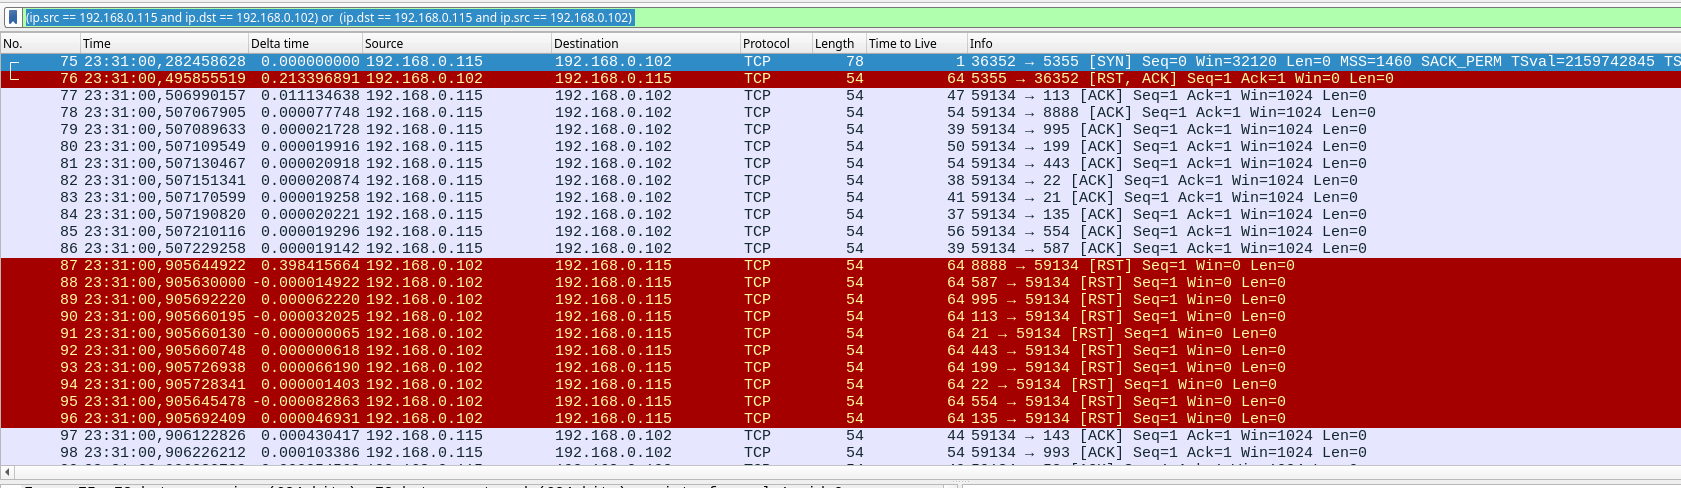 (ip.src == 192.168.0.115 and ip.dst == 192.168.0.102) or (ip.dst == 192.168.0.115 and ip.src == 192.168.0.102)
No. Time Delta time Source Destination Protocol Length Time to Live Info
75 23:31:00,282458628 0.000000000 192.168.0.115 192.168.0.102 TCP 78 1 36352 → 5355 [SYN] Seq=0 Win=32120 Len=0 MSS=1460 SACK_PERM TSval=2159742845 TS
76 23:31:00,495855519 0.213396891 192.168.0.102 192.168.0.115 TCP 54 64 5355 → 36352 [RST, ACK] Seq=1 Ack=1 Win=0 Len=0
77 23:31:00,506990157 0.011134638 192.168.0.115 192.168.0.102 TCP 54 47 59134 → 113 [ACK] Seq=1 Ack=1 Win=1024 Len=0
78 23:31:00,507067905 0.000077748 192.168.0.115 192.168.0.102 TCP 54 54 59134 → 8888 [ACK] Seq=1 Ack=1 Win=1024 Len=0
79 23:31:00,507089633 0.000021728 192.168.0.115 192.168.0.102 TCP 54 39 59134 → 995 [ACK] Seq=1 Ack=1 Win=1024 Len=0
80 23:31:00,507109549 0.000019916 192.168.0.115 192.168.0.102 TCP 54 50 59134 → 199 [ACK] Seq=1 Ack=1 Win=1024 Len=0
81 23:31:00,507130467 0.000020918 192.168.0.115 192.168.0.102 TCP 54 54 59134 → 443 [ACK] Seq=1 Ack=1 Win=1024 Len=0
82 23:31:00,507151341 0.000020874 192.168.0.115 192.168.0.102 TCP 54 38 59134 → 22 [ACK] Seq=1 Ack=1 Win=1024 Len=0
83 23:31:00,507170599 0.000019258 192.168.0.115 192.168.0.102 TCP 54 41 59134 → 21 [ACK] Seq=1 Ack=1 Win=1024 Len=0
84 23:31:00,507190820 0.000020221 192.168.0.115 192.168.0.102 TCP 54 37 59134 → 135 [ACK] Seq=1 Ack=1 Win=1024 Len=0
85 23:31:00,507210116 0.000019296 192.168.0.115 192.168.0.102 TCP 54 56 59134 → 554 [ACK] Seq=1 Ack=1 Win=1024 Len=0
86 23:31:00,507229258 0.000019142 192.168.0.115 192.168.0.102 TCP 54 39 59134 → 587 [ACK] Seq=1 Ack=1 Win=1024 Len=0
87 23:31:00,905644922 0.398415664 192.168.0.102 192.168.0.115 TCP 54 64 8888 → 59134 [RST] Seq=1 Win=0 Len=0
88 23:31:00,905630000 -0.000014922 192.168.0.102 192.168.0.115 TCP 54 64 587 → 59134 [RST] Seq=1 Win=0 Len=0
89 23:31:00,905692220 0.000062220 192.168.0.102 192.168.0.115 TCP 54 64 995 → 59134 [RST] Seq=1 Win=0 Len=0
90 23:31:00,905660195 -0.000032025 192.168.0.102 192.168.0.115 TCP 54 64 113 → 59134 [RST] Seq=1 Win=0 Len=0
91 23:31:00,905660130 -0.000000065 192.168.0.102 192.168.0.115 TCP 54 64 21 → 59134 [RST] Seq=1 Win=0 Len=0
92 23:31:00,905660748 0.000000618 192.168.0.102 192.168.0.115 TCP 54 64 443 → 59134 [RST] Seq=1 Win=0 Len=0
93 23:31:00,905726938 0.000066190 192.168.0.102 192.168.0.115 TCP 54 64 199 → 59134 [RST] Seq=1 Win=0 Len=0
94 23:31:00,905728341 0.000001403 192.168.0.102 192.168.0.115 TCP 54 64 22 → 59134 [RST] Seq=1 Win=0 Len=0
95 23:31:00,905645478 -0.000082863 192.168.0.102 192.168.0.115 TCP 54 64 554 → 59134 [RST] Seq=1 Win=0 Len=0
96 23:31:00,905692409 0.000046931 192.168.0.102 192.168.0.115 TCP 54 64 135 → 59134 [RST] Seq=1 Win=0 Len=0
97 23:31:00,906122826 0.000430417 192.168.0.115 192.168.0.102 TCP 54 44 59134 → 143 [ACK] Seq=1 Ack=1 Win=1024 Len=0
98 23:31:00,906226212 0.000103386 192.168.0.115 192.168.0.102 TCP 54 54 59134 → 993 [ACK] Seq=1 Ack=1 Win=1024 Len=0